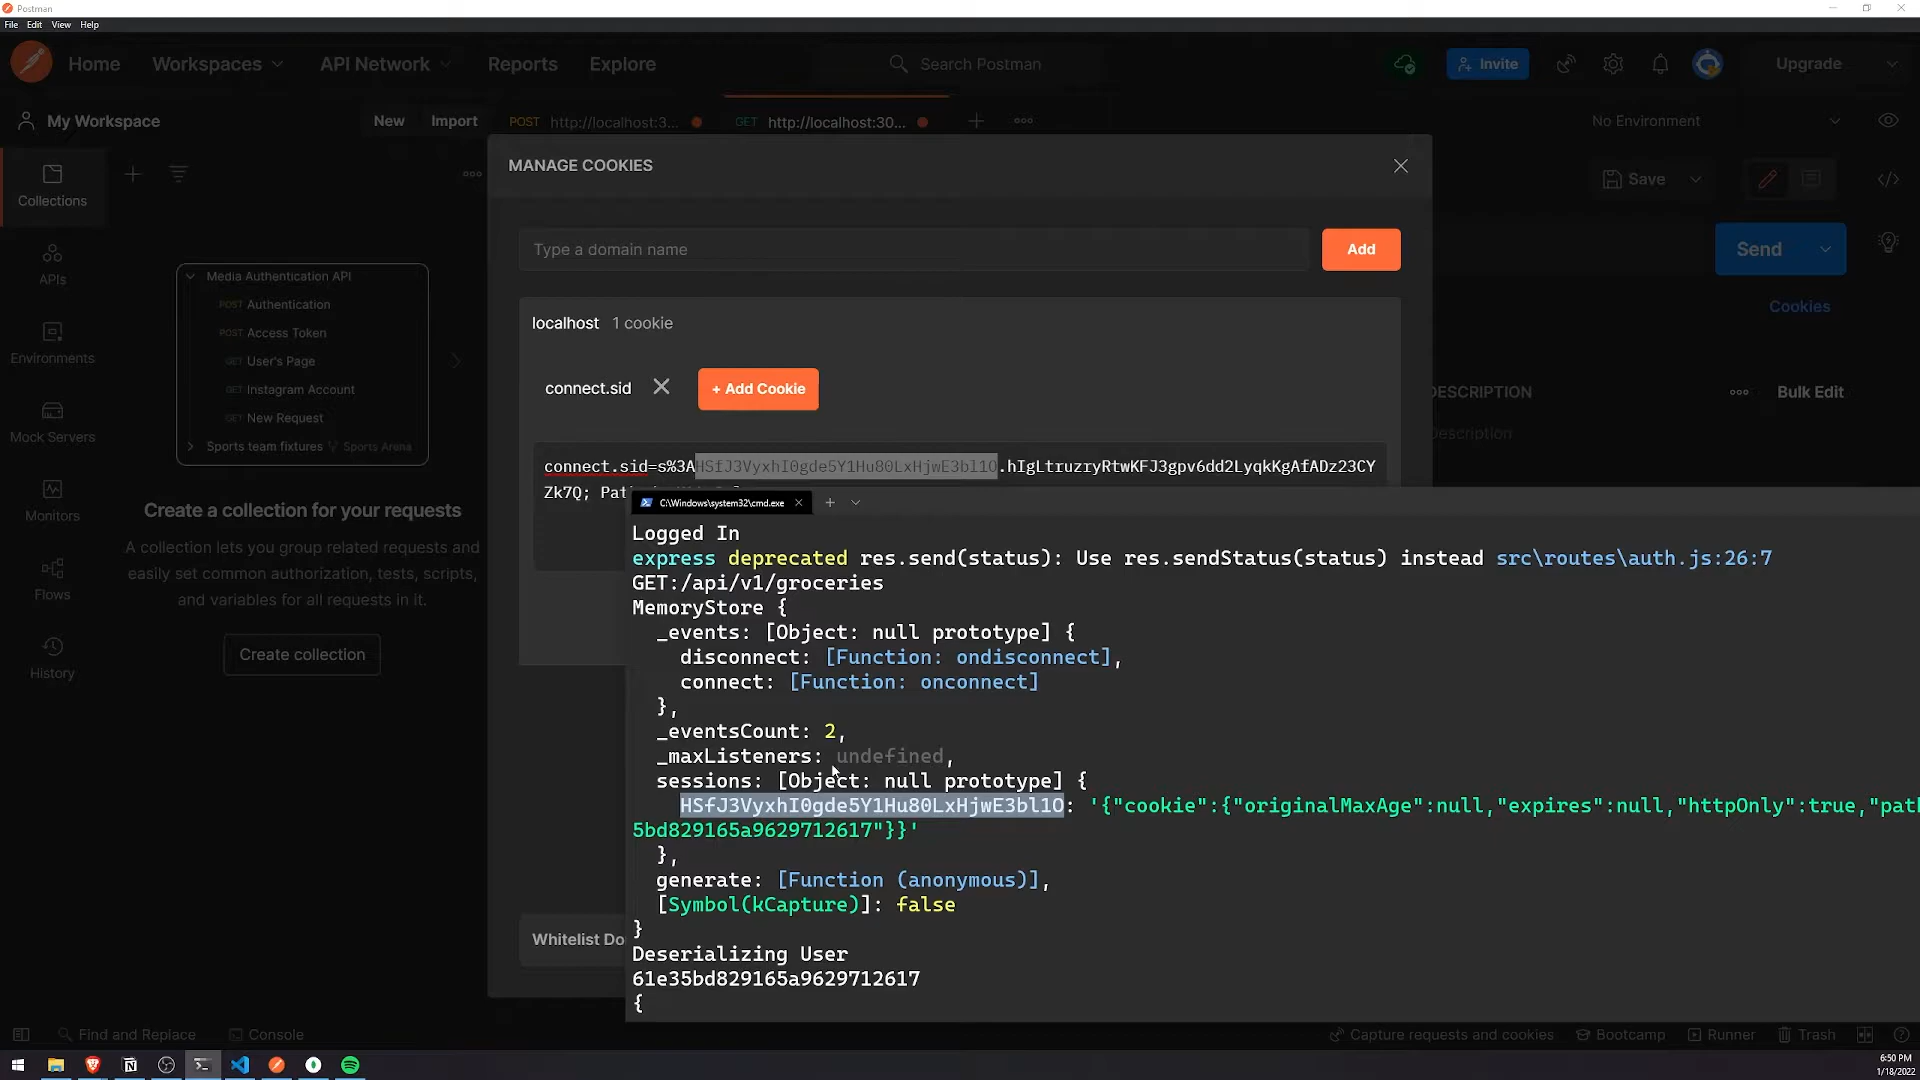 Postman
File Edit View Help
Home Workspaces API Network Reports Explore Search Postman Invite Upgrade
My Workspace New Import POST http://localhost:3... GET http://localhost:30... No Environment
MANAGE COOKIES
Save
Collections
Type a domain name Add
Send
Cookies
APIs
Media Authentication API
POST Authentication
POST Access Token
GET User's Page
GET Instagram Account
GET New Request
Sports team fixtures Sports Arena
Environments
Mock Servers
Monitors
Flows
History
localhost 1 cookie
connect.sid + Add Cookie
DESCRIPTION Bulk Edit
Description
connect.sid=s%3AHSfJ3VyxhI0gde5Y1Hu80LxHjwE3bl1O.hIgLtruzryRtwKFJ3gpv6dd2LyqkKgAfADz23CY
Zk7Q;
Create a collection for your requests
A collection lets you group related requests and
easily set common authorization, tests, scripts,
and variables for all requests in it.
Create collection
C:\Windows\system32\cmd.exe
Logged In
express deprecated res.send(status): Use res.sendStatus(status) instead src\routes\auth.js:26:7
GET:/api/v1/groceries
MemoryStore {
_events: [Object: null prototype] {
disconnect: [Function: ondisconnect],
connect: [Function: onconnect]
},
_eventsCount: 2,
_maxListeners: undefined,
sessions: [Object: null prototype] {
HSfJ3VyxhI0gde5Y1Hu80LxHjwE3bl1O: '{"cookie":{"originalMaxAge":null,"expires":null,"httpOnly":true,"pat
5bd829165a9629712617"}}'
},
generate: [Function (anonymous)],
[Symbol(kCapture)]: false
}
Deserializing User
61e35bd829165a9629712617
{
Whitelist Do
Find and Replace Console Capture requests and cookies Bootcamp Runner Trash
6:50 PM
1/18/2022